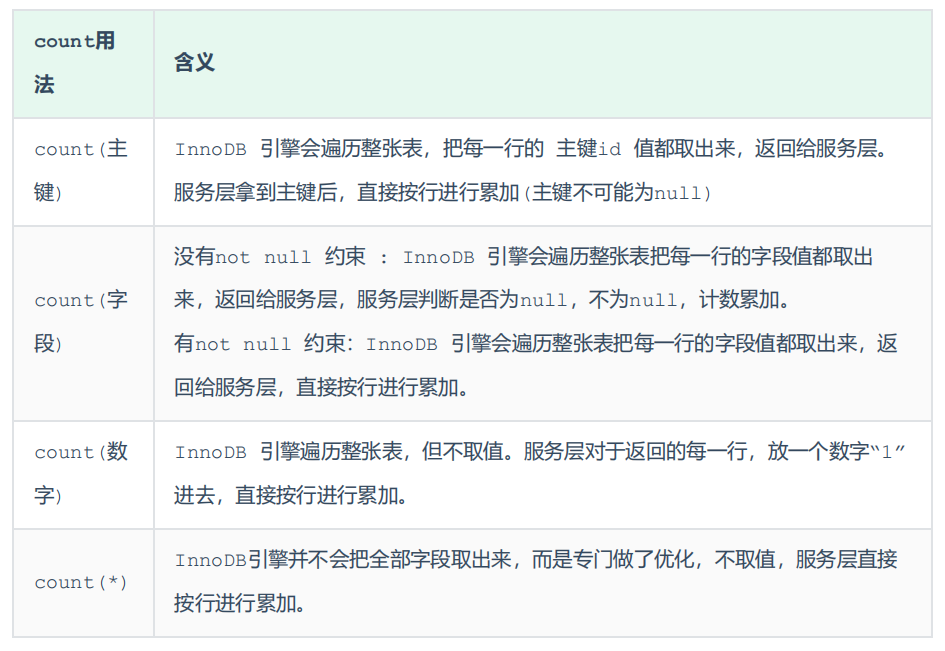 count用
法
含义
count(主
键)
InnoDB 引擎会遍历整张表，把每一行的 主键id 值都取出来，返回给服务层。
服务层拿到主键后，直接按行进行累加(主键不可能为null)
count(字
段)
没有not null 约束 : InnoDB 引擎会遍历整张表把每一行的字段值都取出
来，返回给服务层，服务层判断是否为null，不为null，计数累加。
有not null 约束：InnoDB 引擎会遍历整张表把每一行的字段值都取出来，返
回给服务层，直接按行进行累加。
count(数
字)
InnoDB 引擎遍历整张表，但不取值。服务层对于返回的每一行，放一个数字“1”
进去，直接按行进行累加。
count(*)
InnoDB引擎并不会把全部字段取出来，而是专门做了优化，不取值，服务层直接
按行进行累加。